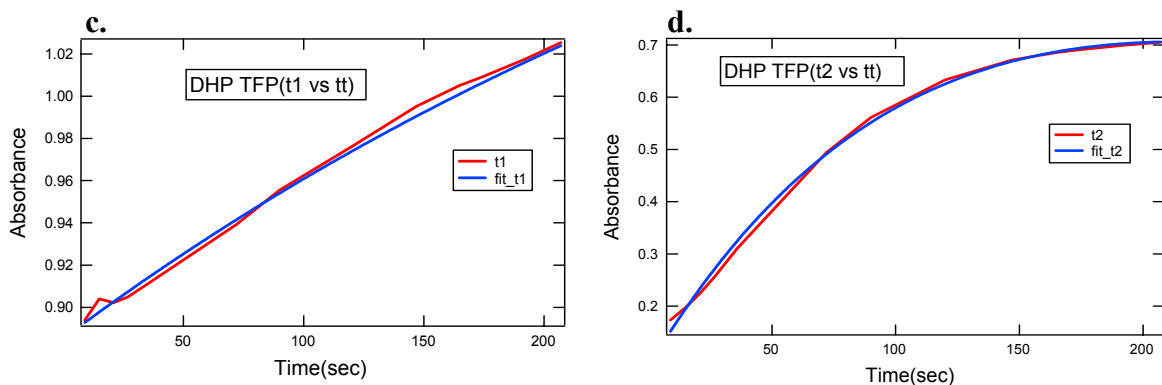 c.
1.02
1.00
0.98
0.96
0.94
0.92
0.90
Absorbance
DHP TFP(t1 vs tt)
t1
fit_t1
50
100
150
200
Time(sec)
d.
0.7
0.6
0.5
0.4
0.3
0.2
Absorbance
DHP TFP(t2 vs tt)
t2
fit_t2
50
100
150
200
Time(sec)